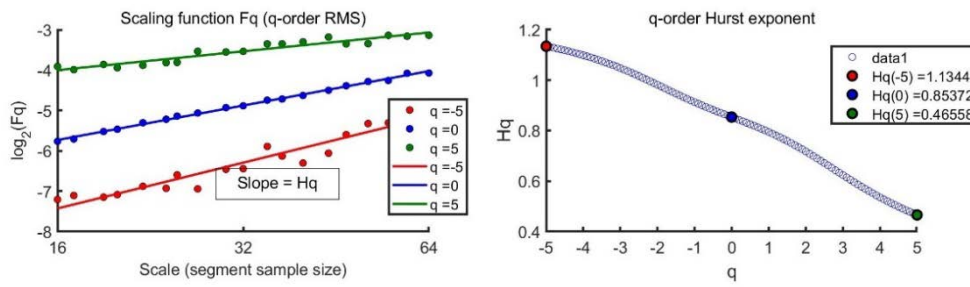 Scaling function Fq (q-order RMS)
-3
-4
-5
-6
-7
-8
log2(Fq)
16
32
64
Scale (segment sample size)
Slope = Hq
q =-5
q =0
q =5
q =-5
q =0
q =5
q-order Hurst exponent
1.2
1
0.8
0.6
0.4
Hq
-5 -4 -3 -2 -1 0 1 2 3 4 5
q
data1
Hq(-5) =1.1344
Hq(0) =0.85372
Hq(5) =0.46558